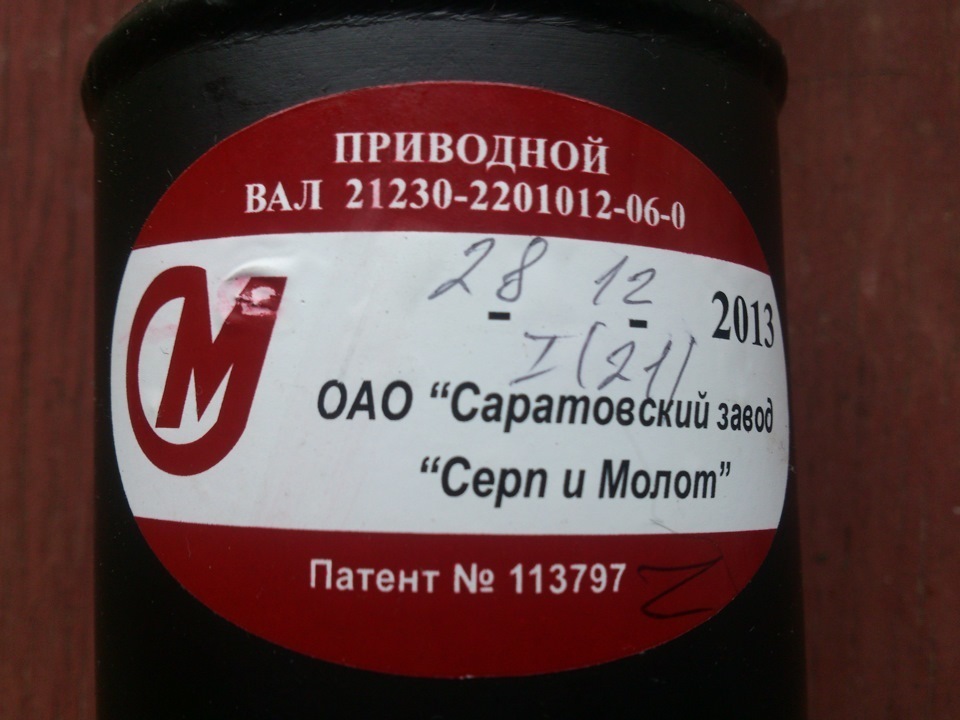 ПРИВОДНОЙ
ВАЛ 21230-2201012-06-0
28 12 2013
I (21)
ОАО “Саратовский завод
“Серп и Молот”
Патент № 113797